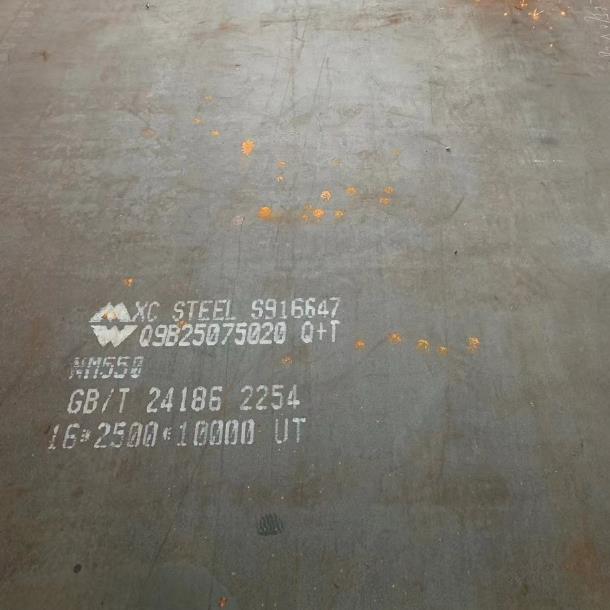 XC STEEL S916647
Q9B25075020 Q+T
NM550
GB/T 24186 2254
16*2500*10000 UT